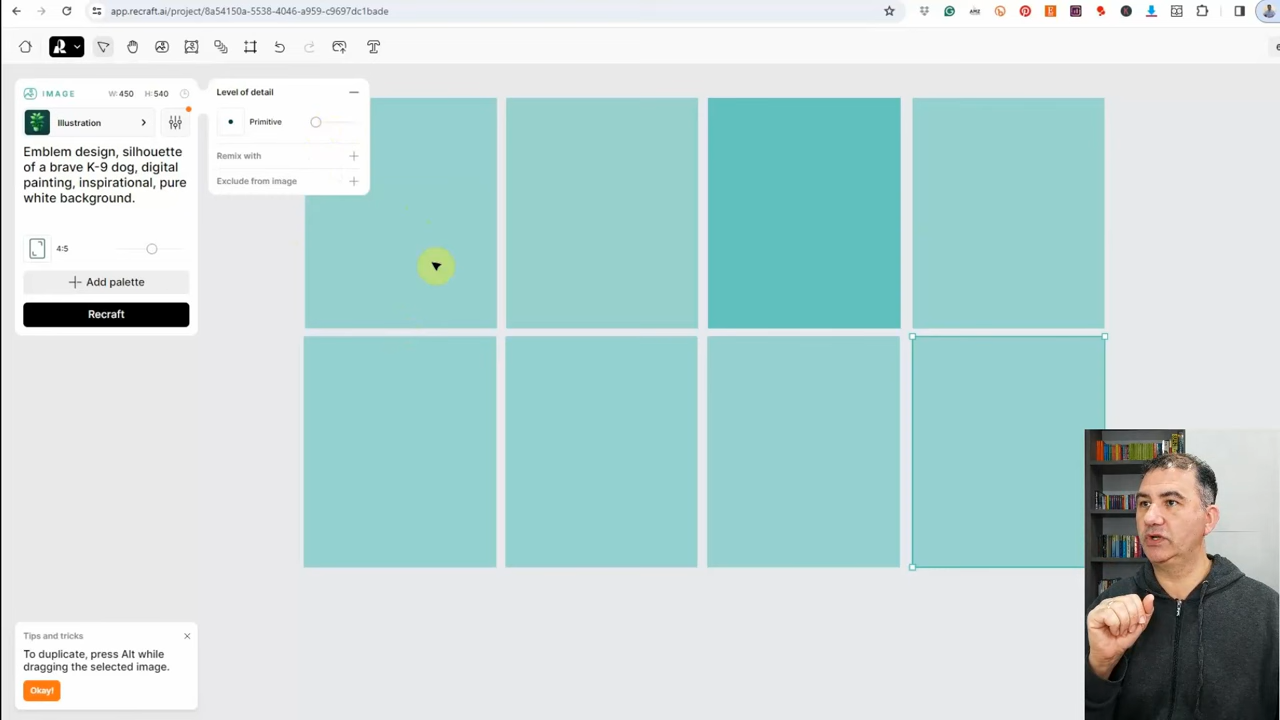 app.recraft.ai/project/8a54150a-5538-4046-a959-c9697dc1bade
IMAGE W: 450 H: 540
Illustration
Emblem design, silhouette
of a brave K-9 dog, digital
painting, inspirational, pure
white background.
4:5
Add palette
Recraft
Level of detail
Primitive
Remix with
Exclude from image
Tips and tricks
To duplicate, press Alt while
dragging the selected image.
Okay!